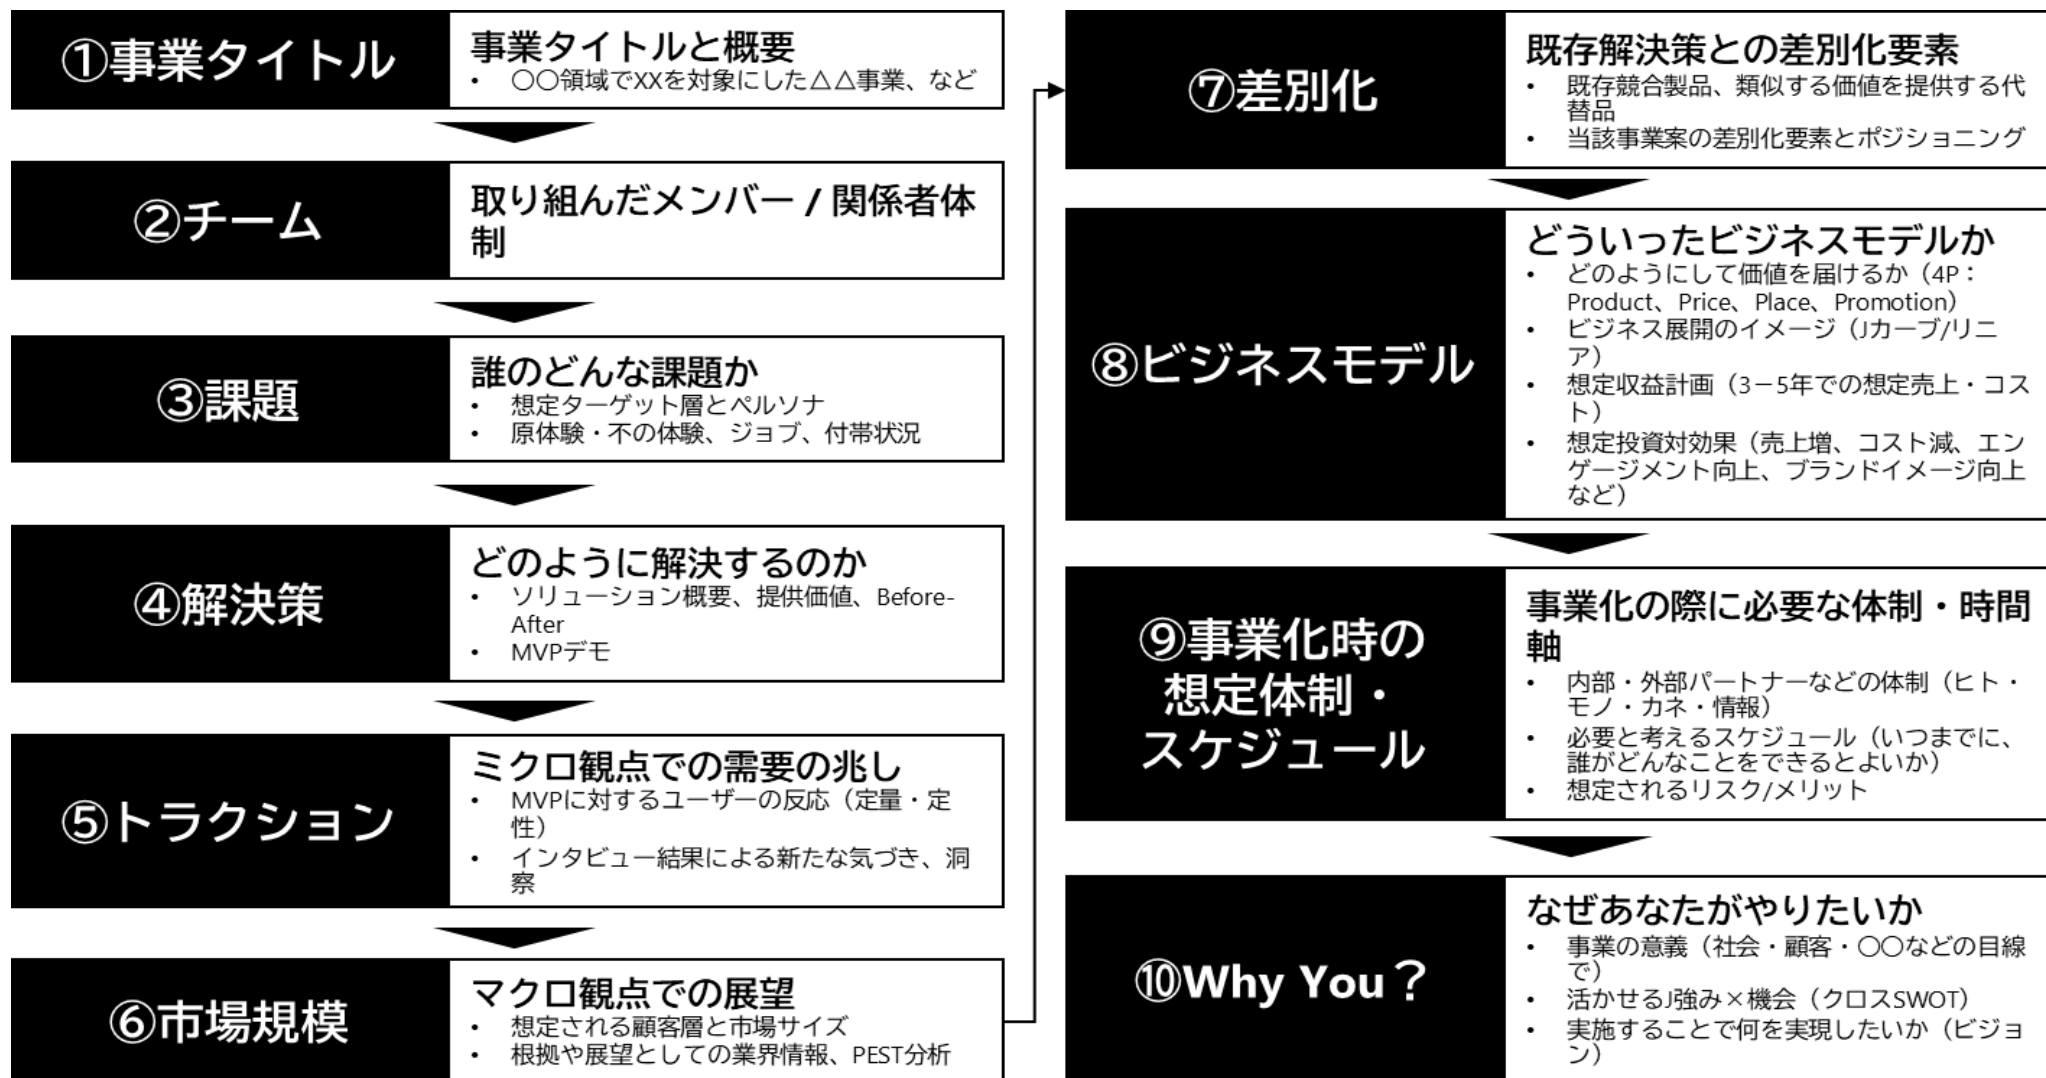 ①事業タイトル
事業タイトルと概要
• 〇〇領域でXXを対象にした△△事業、など
②チーム
取り組んだメンバー / 関係者体
制
③課題
誰のどんな課題か
• 想定ターゲット層とペルソナ
• 原体験・不の体験、ジョブ、付帯状況
④解決策
どのように解決するのか
• ソリューション概要、提供価値、Before-
After
• MVPデモ
⑤トラクション
ミクロ観点での需要の兆し
• MVPに対するユーザーの反応（定量・定
性）
• インタビュー結果による新たな気づき、洞
察
⑥市場規模
マクロ観点での展望
• 想定される顧客層と市場サイズ
• 根拠や展望としての業界情報、PEST分析
⑦差別化
既存解決策との差別化要素
• 既存競合製品、類似する価値を提供する代
替品
• 当該事業案の差別化要素とポジショニング
⑧ビジネスモデル
どういったビジネスモデルか
• どのようにして価値を届けるか（4P：
Product、Price、Place、Promotion）
• ビジネス展開のイメージ（Jカーブ/リニ
ア）
• 想定収益計画（3－5年での想定売上・コス
ト）
• 想定投資対効果（売上増、コスト減、エン
ゲージメント向上、ブランドイメージ向上
など）
⑨事業化時の
想定体制・
スケジュール
事業化の際に必要な体制・時間
軸
• 内部・外部パートナーなどの体制（ヒト・
モノ・カネ・情報）
• 必要と考えるスケジュール（いつまでに、
誰がどんなことをできるとよいか）
• 想定されるリスク/メリット
⑩Why You？
なぜあなたがやりたいか
• 事業の意義（社会・顧客・〇〇などの目線
で）
• 活かせるJ強み×機会（クロスSWOT）
• 実施することで何を実現したいか（ビジョ
ン）